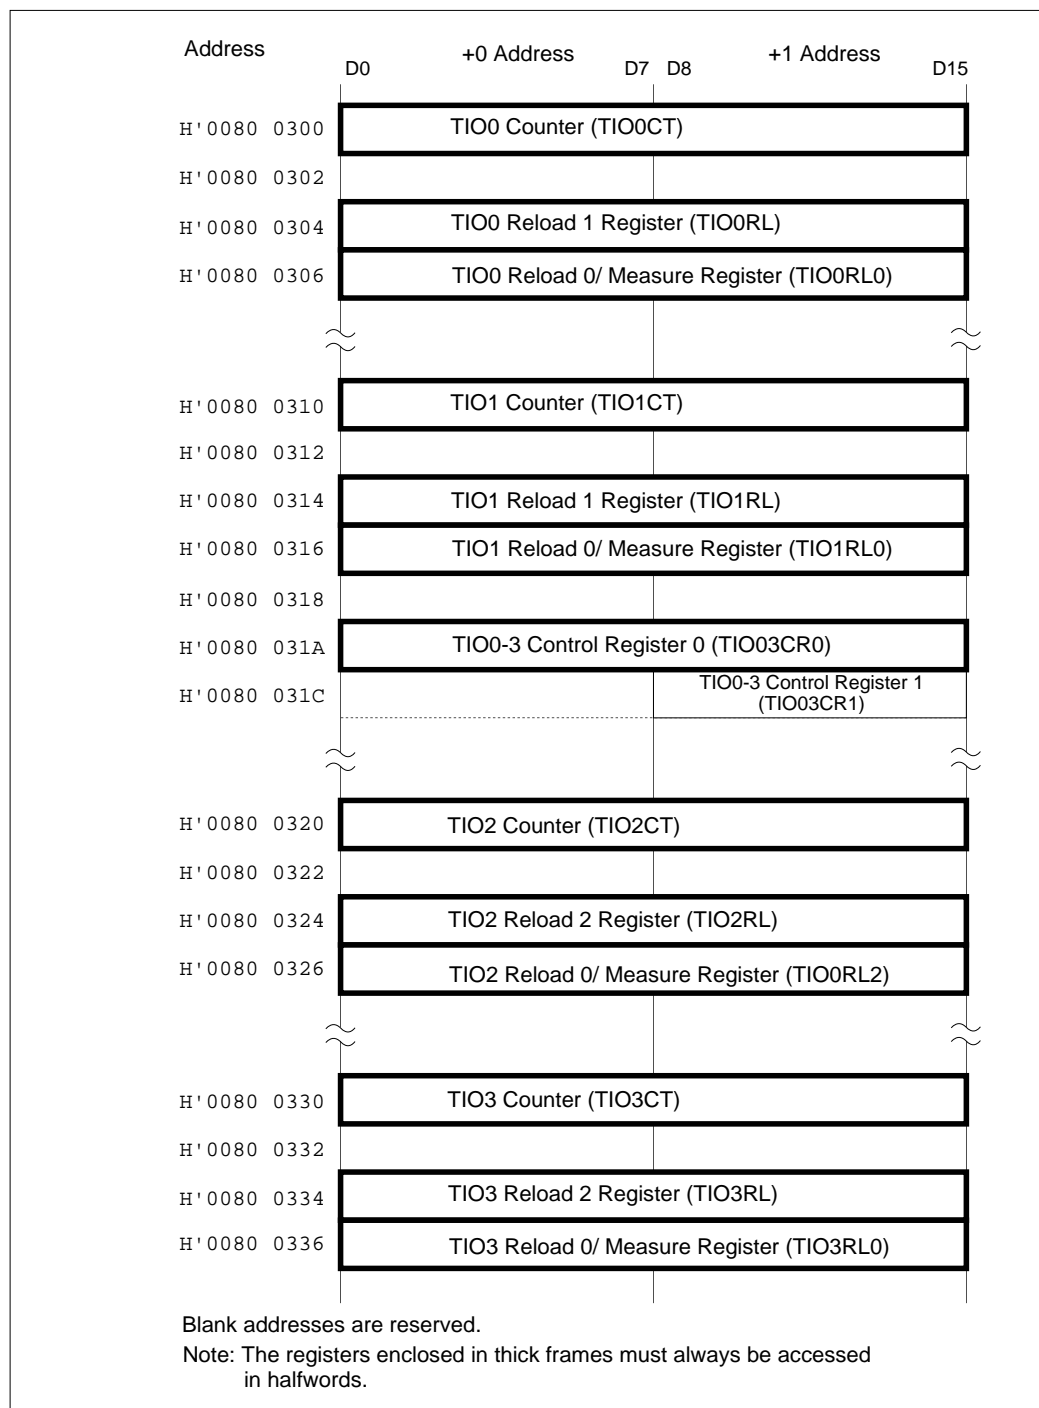 Address
+0 Address
+1 Address
D0
D7
D8
D15
H'0080 0300
TIO0 Counter (TIO0CT)
H'0080 0302
H'0080 0304
TIO0 Reload 1 Register (TIO0RL)
H'0080 0306
TIO0 Reload 0/ Measure Register (TIO0RL0)
H'0080 0310
TIO1 Counter (TIO1CT)
H'0080 0312
H'0080 0314
TIO1 Reload 1 Register (TIO1RL)
H'0080 0316
TIO1 Reload 0/ Measure Register (TIO1RL0)
H'0080 0318
H'0080 031A
TIO0-3 Control Register 0 (TIO03CR0)
H'0080 031C
TIO0-3 Control Register 1
(TIO03CR1)
H'0080 0320
TIO2 Counter (TIO2CT)
H'0080 0322
H'0080 0324
TIO2 Reload 2 Register (TIO2RL)
H'0080 0326
TIO2 Reload 0/ Measure Register (TIO0RL2)
H'0080 0330
TIO3 Counter (TIO3CT)
H'0080 0332
H'0080 0334
TIO3 Reload 2 Register (TIO3RL)
H'0080 0336
TIO3 Reload 0/ Measure Register (TIO3RL0)
Blank addresses are reserved.
Note: The registers enclosed in thick frames must always be accessed
in halfwords.